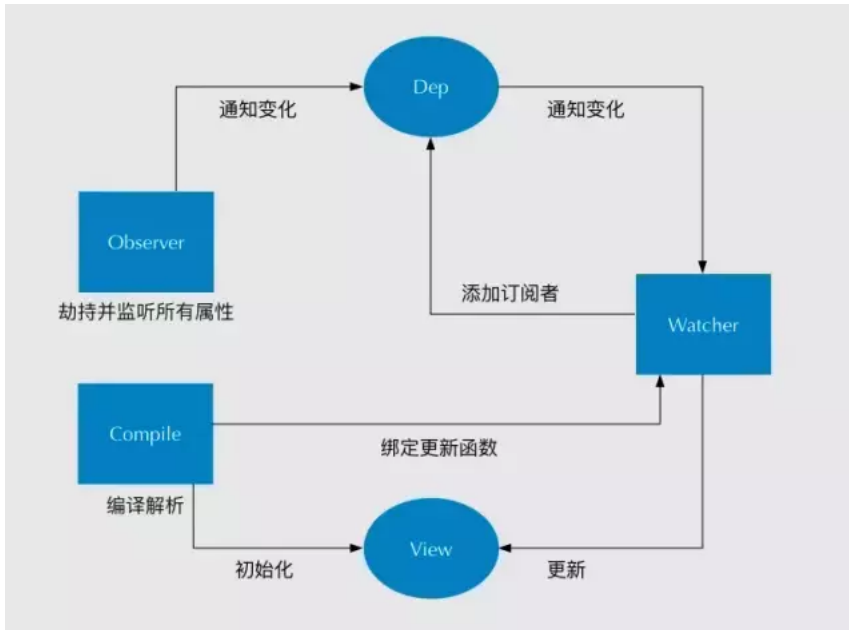 Dep
通知变化
通知变化
Observer
劫持并监听所有属性
添加订阅者
Watcher
Compile
绑定更新函数
编译解析
View
初始化
更新